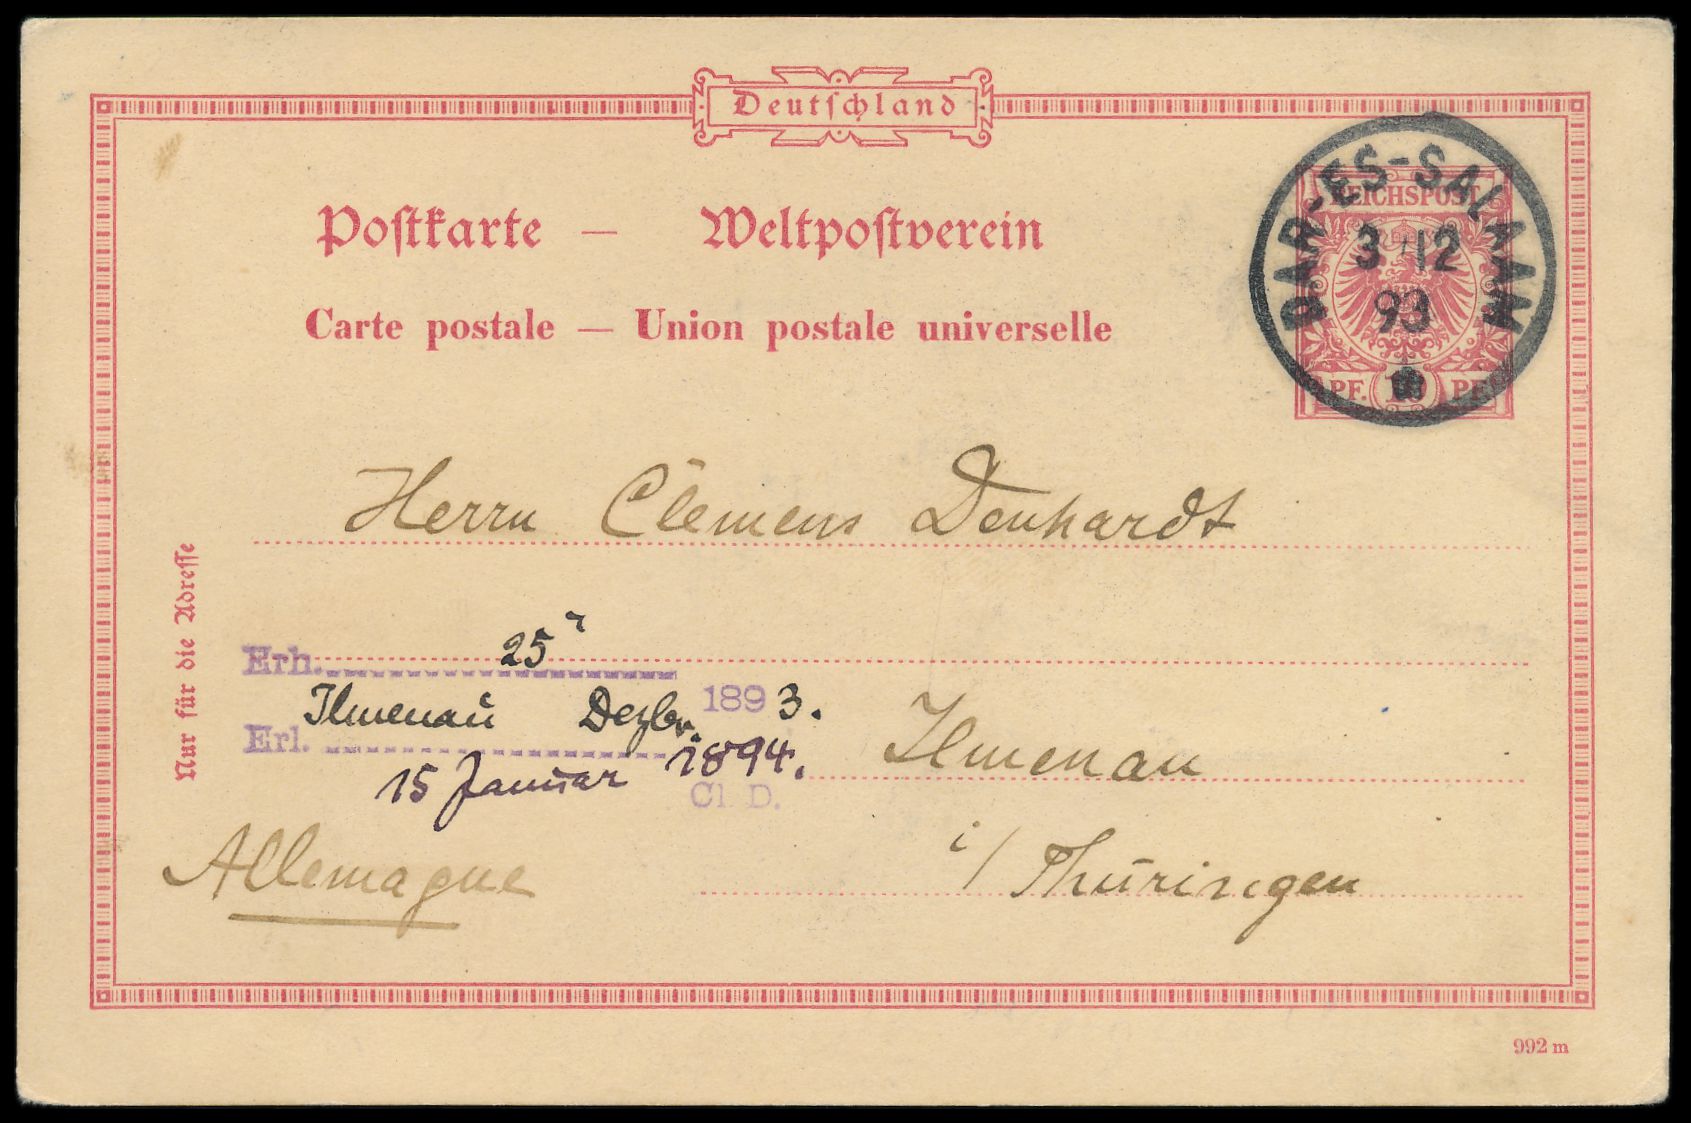 Deutschland
Postkarte — Weltpostverein
Carte postale — Union postale universelle
REICHSPOST
PF. 10 PF.
DAR-ES-SALAAM
3 12
93
Herrn Clemens Denhardt
Nur für die Adresse
Erh. 25
Ilmenau Dezbr. 1893.
Erl.
15 Januar 1894.
Cl. D.
Ilmenau
i/ Thüringen
Allemagne
992 m